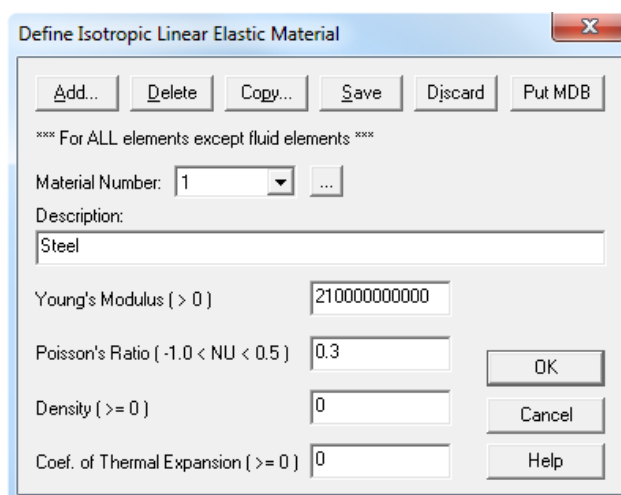 Define Isotropic Linear Elastic Material
Add... Delete Copy... Save Discard Put MDB
*** For ALL elements except fluid elements ***
Material Number: 1 ...
Description:
Steel
Young's Modulus ( > 0 ) 210000000000
Poisson's Ratio ( -1.0 < NU < 0.5 ) 0.3
OK
Density ( >= 0 ) 0
Cancel
Coef. of Thermal Expansion ( >= 0 ) 0
Help